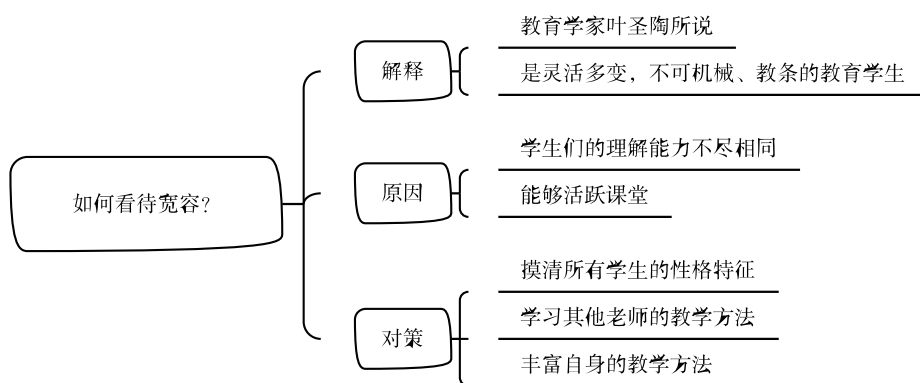 如何看待宽容？
解释
教育学家叶圣陶所说
是灵活多变，不可机械、教条的教育学生
原因
学生们的理解能力不尽相同
能够活跃课堂
对策
摸清所有学生的性格特征
学习其他老师的教学方法
丰富自身的教学方法